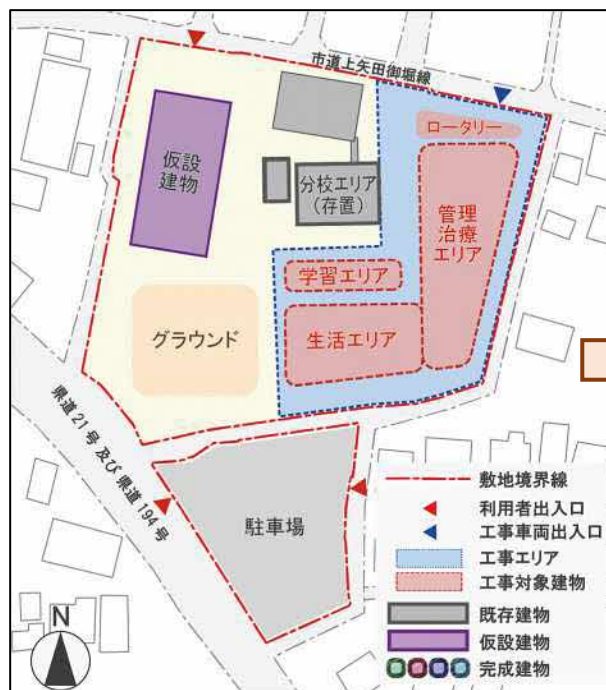 市道上矢田御堀線
ロータリー
仮設
建物
分校エリア
(存置)
管理
治療
エリア
学習エリア
生活エリア
グラウンド
県道21号 及び 県道194号
駐車場
敷地境界線
利用者出入口
工事車両出入口
工事エリア
工事対象建物
既存建物
仮設建物
完成建物
N